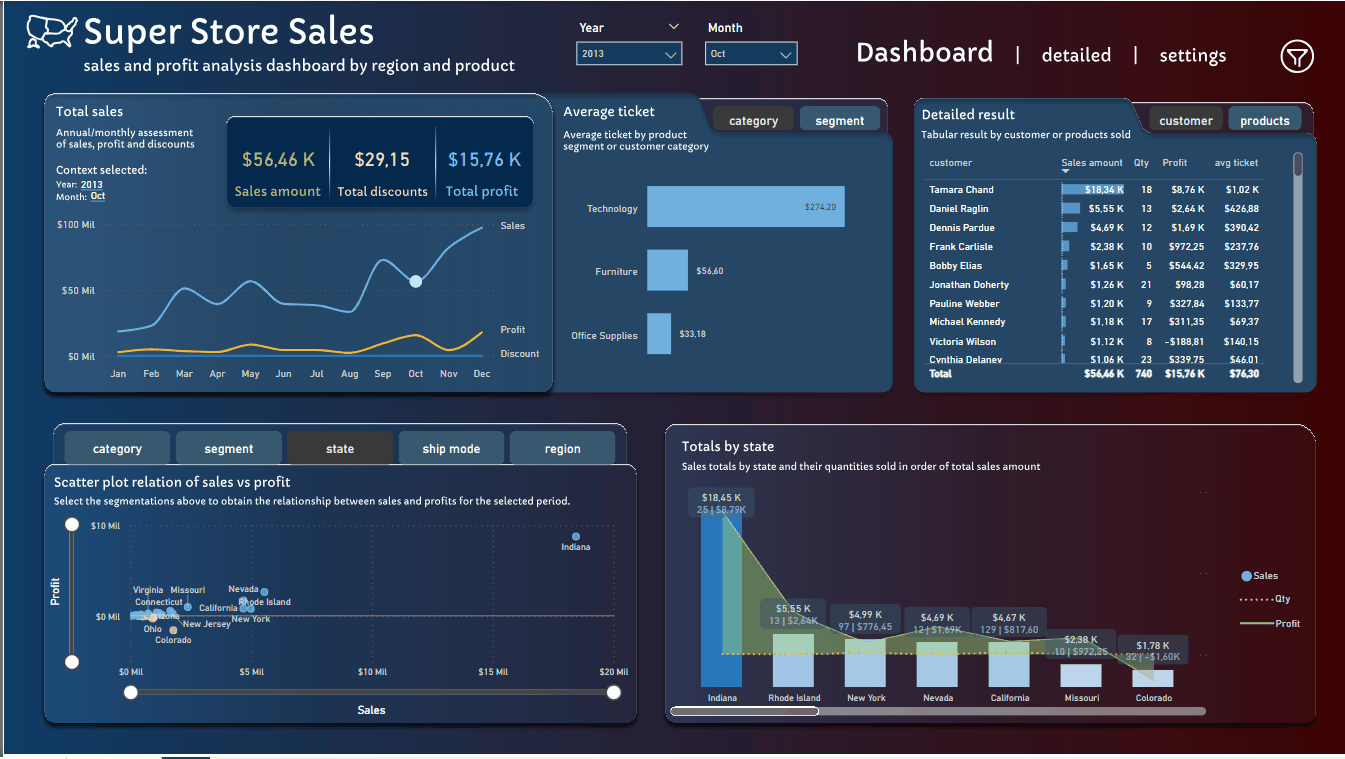 Super Store Sales
sales and profit analysis dashboard by region and product
Year
2013
Month
Oct
Dashboard | detailed | settings
Total sales
Annual/monthly assessment
of sales, profit and discounts
Context selected:
Year: 2013
Month: Oct
$56,46 K $29,15 $15,76 K
Sales amount Total discounts Total profit
$100 Mil
$50 Mil
$0 Mil
Sales
Profit
Discount
Jan Feb Mar Apr May Jun Jul Aug Sep Oct Nov Dec
Average ticket
Average ticket by product
segment or customer category
category segment
Technology $274,20
Furniture $56,60
Office Supplies $33,18
Detailed result
Tabular result by customer or products sold
customer products
customer Sales amount Qty Profit avg ticket
Tamara Chand $18,34 K 18 $8,76 K $1,02 K
Daniel Raglin $5,55 K 13 $2,64 K $426,88
Dennis Pardue $4,69 K 12 $1,69 K $390,42
Frank Carlisle $2,38 K 10 $972,25 $237,76
Bobby Elias $1,65 K 5 $544,42 $329,95
Jonathan Doherty $1,26 K 21 $98,28 $60,17
Pauline Webber $1,20 K 9 $327,84 $133,77
Michael Kennedy $1,18 K 17 $311,35 $69,37
Victoria Wilson $1,12 K 8 -$188,81 $140,15
Cynthia Delaney $1,06 K 23 $339,75 $46,01
Total $56,46 K 740 $15,76 K $76,30
category segment state ship mode region
Scatter plot relation of sales vs profit
Select the segmentations above to obtain the relationship between sales and profits for the selected period.
Profit
$10 Mil
$0 Mil
Indiana
Virginia Missouri Nevada
Connecticut California Rhode Island
New Jersey New York
Ohio
Colorado
$0 Mil $5 Mil $10 Mil $15 Mil $20 Mil
Sales
Totals by state
Sales totals by state and their quantities sold in order of total sales amount
$18,45 K
25 | $8,79K
$5,55 K
13 | $2,64K
$4,99 K
97 | $776,45
$4,69 K
12 | $1,69K
$4,67 K
129 | $817,60
$2,38 K
10 | $972,25
$1,78 K
32 | -$1,60K
Indiana Rhode Island New York Nevada California Missouri Colorado
Sales
Qty
Profit